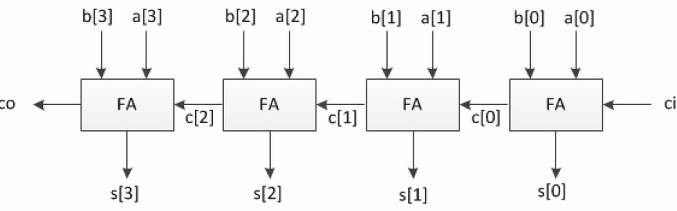 b[3] a[3] b[2] a[2] b[1] a[1] b[0] a[0]
co FA FA FA FA ci
c[2] c[1] c[0]
s[3] s[2] s[1] s[0]